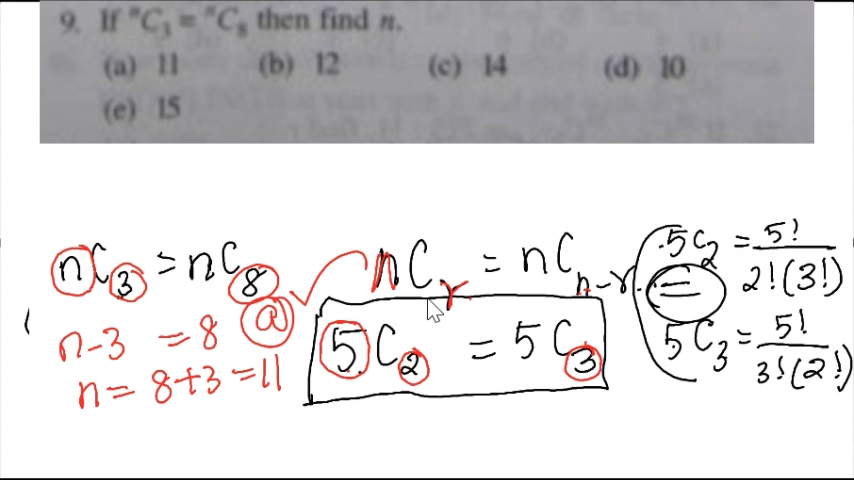 9. If ⁿC₃ = ⁿC₈ then find n.
(a) 11 (b) 12 (c) 14 (d) 10
(e) 15
nC₃ = nC₈
n-3 = 8 @
n = 8+3 = 11
nCᵣ = nCₙ₋ᵣ
5C₂ = 5C₃
5C₂ = 5!/2!(3!)
=
5C₃ = 5!/3!(2!)